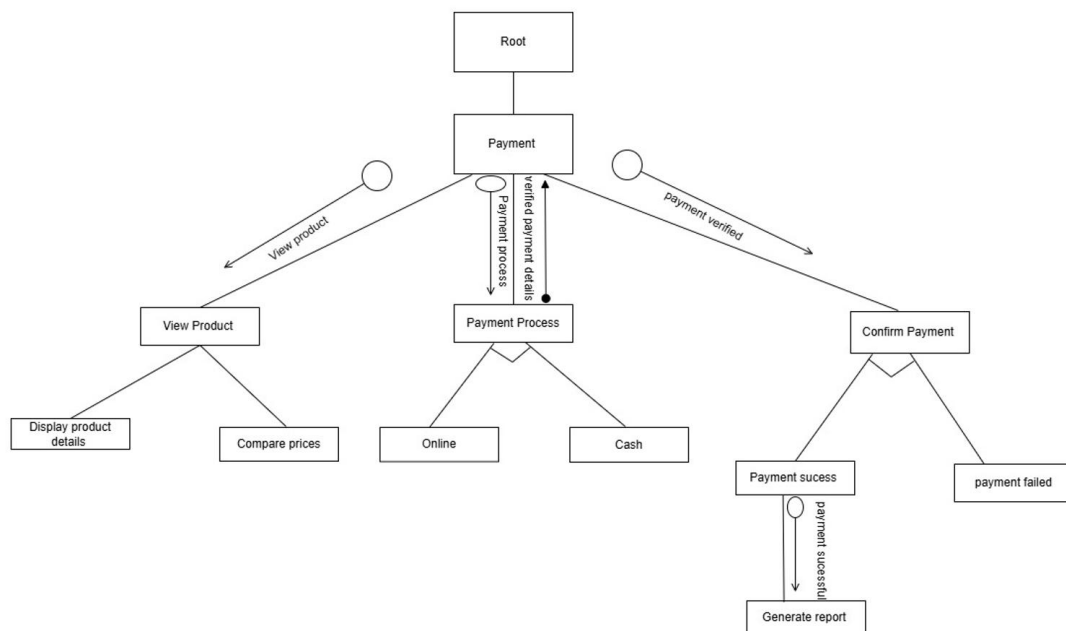 Root
Payment
View product
Payment process
verified payment details
payment verified
View Product
Payment Process
Confirm Payment
Display product
details
Compare prices
Online
Cash
Payment sucess
payment failed
payment sucessful
Generate report